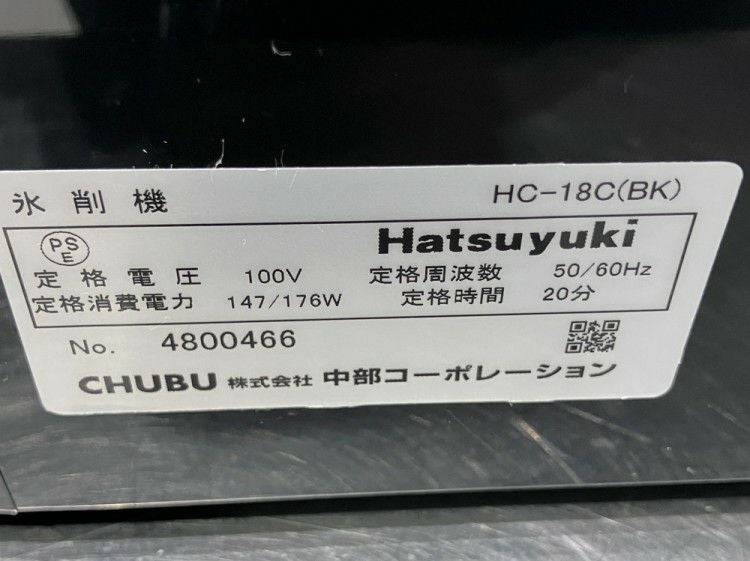 氷削機 HC-18C(BK)
PS
E
Hatsuyuki
定格電圧 100V 定格周波数 50/60Hz
定格消費電力 147/176W 定格時間 20分
No. 4800466
CHUBU 株式会社 中部コーポレーション